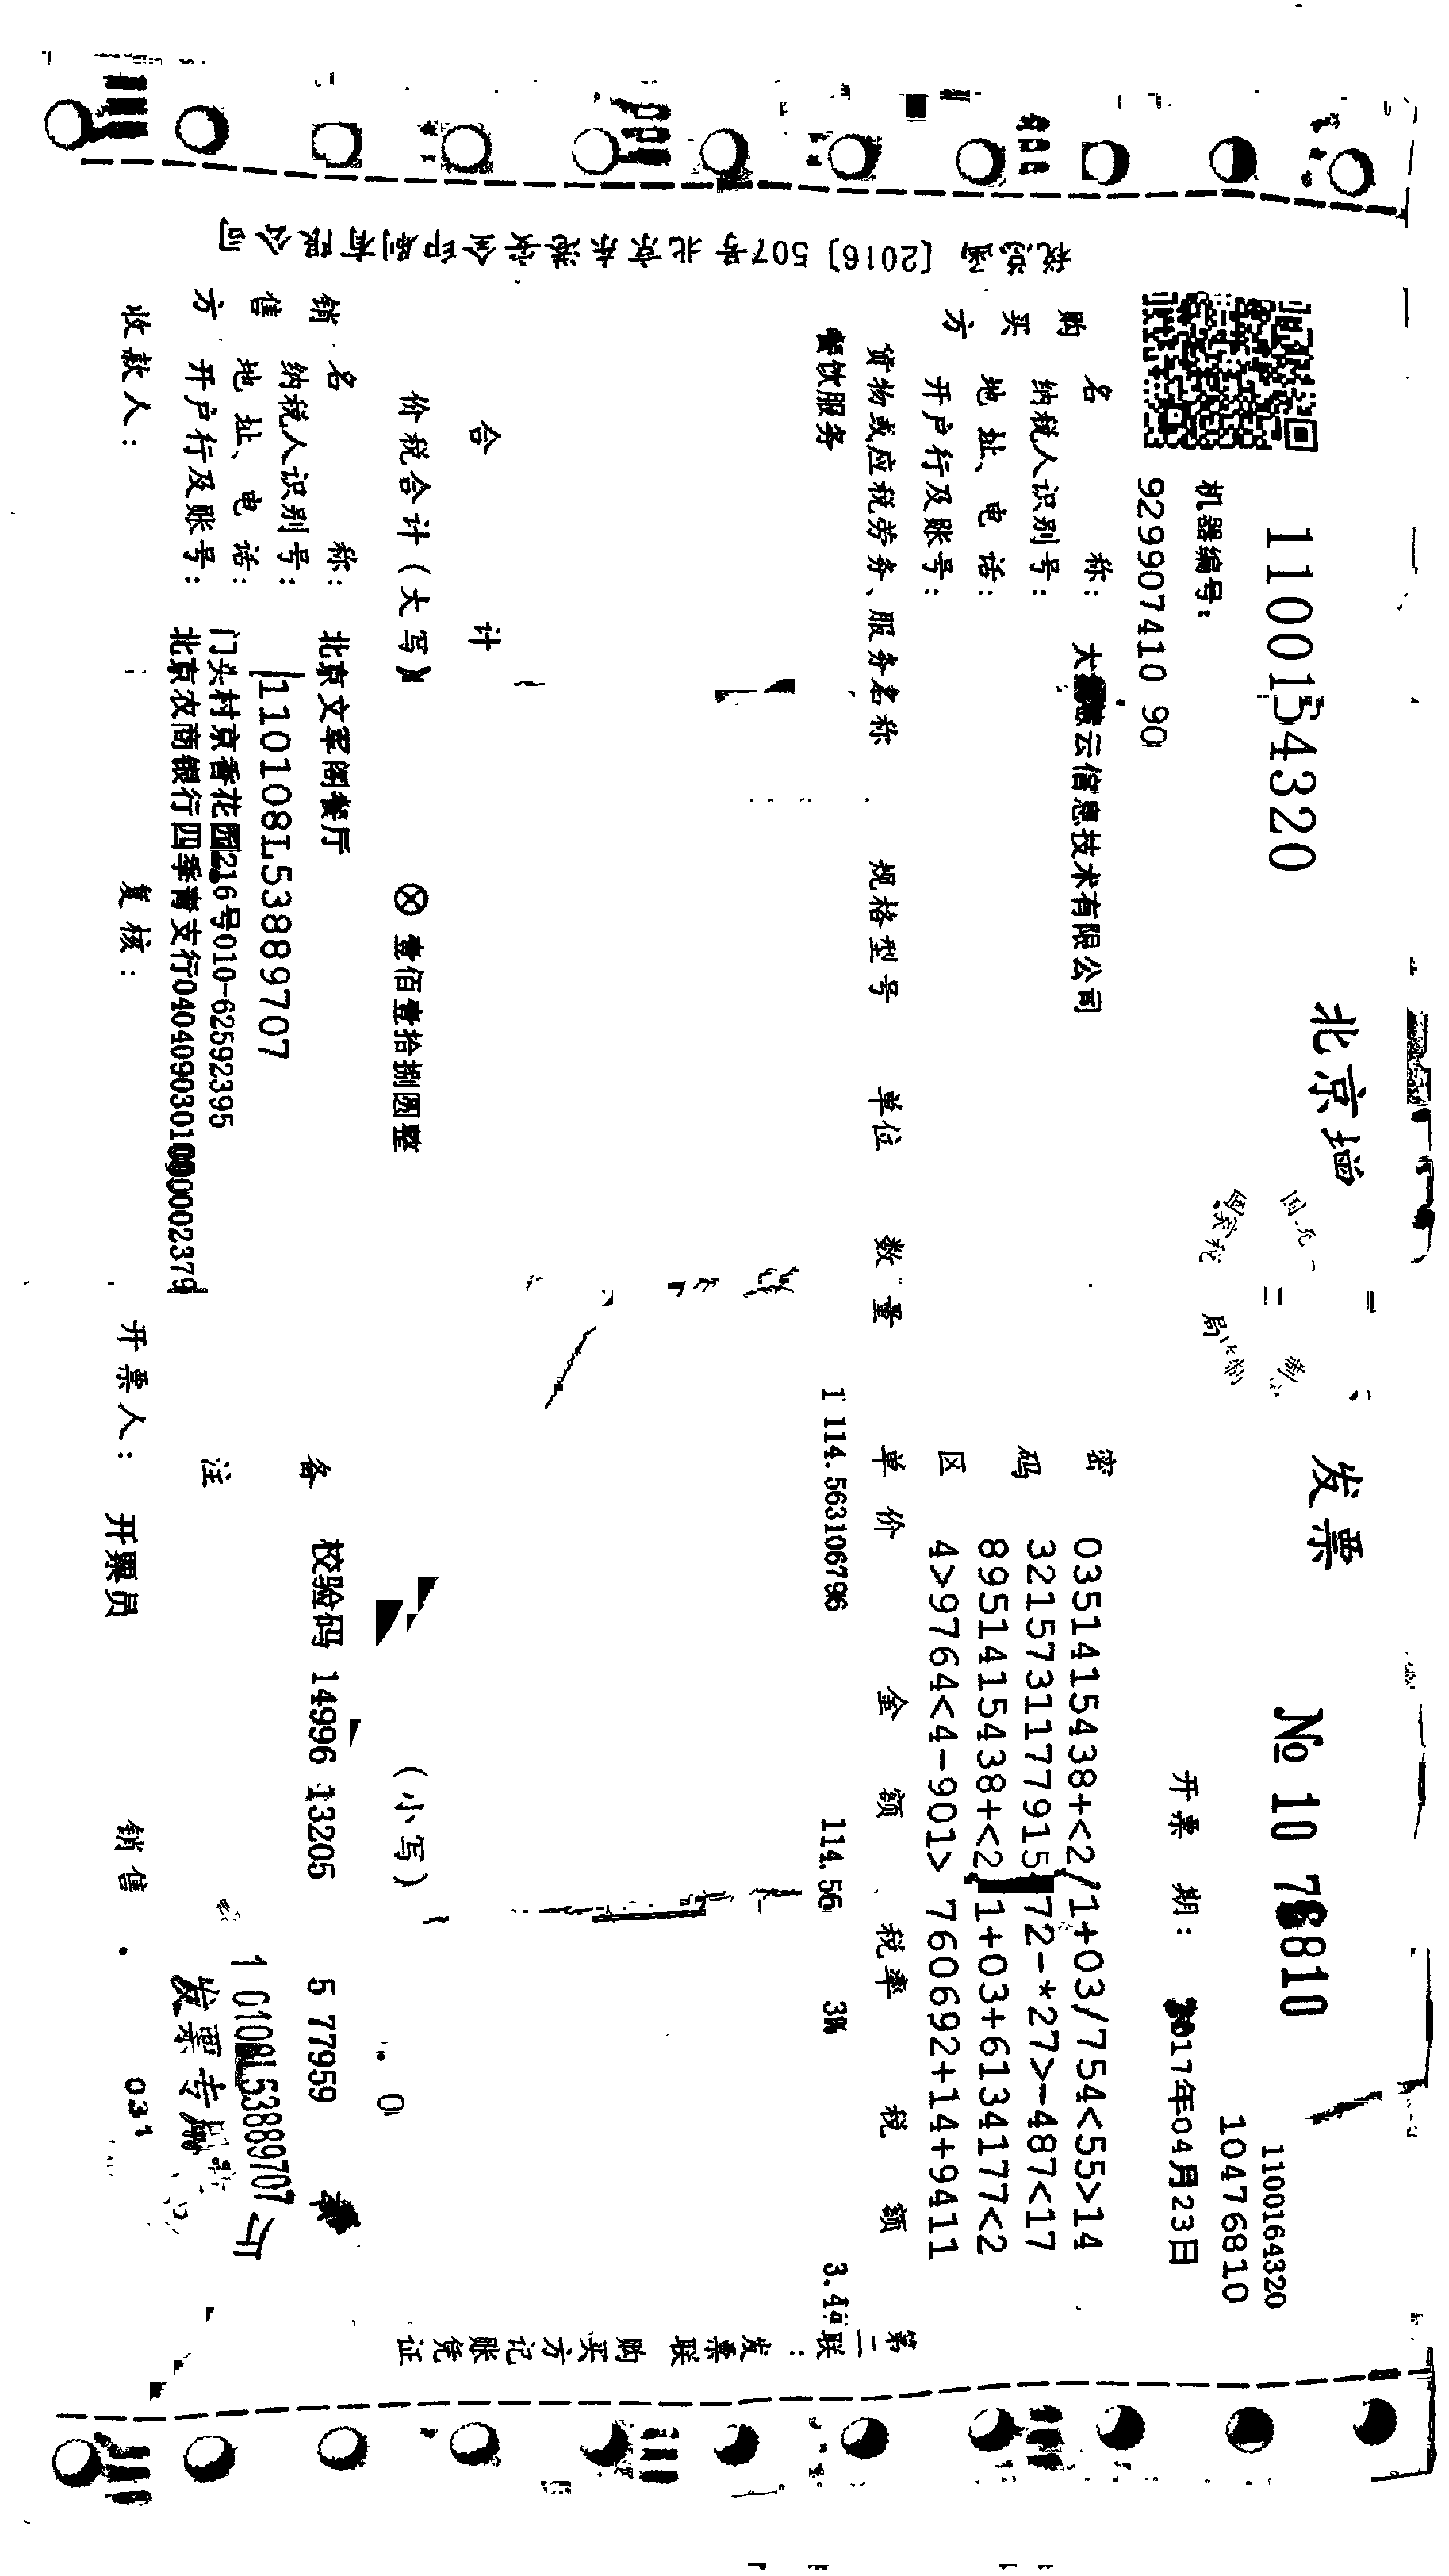 1100154320
北京增
发票
№ 10 76810
1100164320
10476810
机器编号:
929907410 90
开票 期: 2017年04月23日
购买方
名 称: 大 云信息技术有限公司
纳税人识别号:
地址、电话:
开户行及账号:
密码区
03514154438+<2/1+03/754<55>14
3215731177915 72-*27>-487<17
8951415438+<2 1+03+6134177<2
4>9764<4-901> 760692+14+9411
货物或应税劳务、服务名称 规格型号 单位 数量 单价 金额 税率 税额
餐饮服务 1 114.563106796 114.56 3% 3.44
合计
价税合计(大写) ⊗ 壹佰壹拾捌圆整 (小写)
销售方
名 称: 北京文军阁餐厅
纳税人识别号: 110108L53889707
地址、电话: 门头村京香花园216号010-62592395
开户行及账号: 北京农商银行四季青支行0404090301000002379
备注
校验码 14996 13205 5 77959
1 0108L53889707
发票专用
收款人:
复核:
开票人: 开票员
销售
税总函 [2016] 507号北京东港安全印刷有限公司
第二联: 发票联 购买方记账凭证